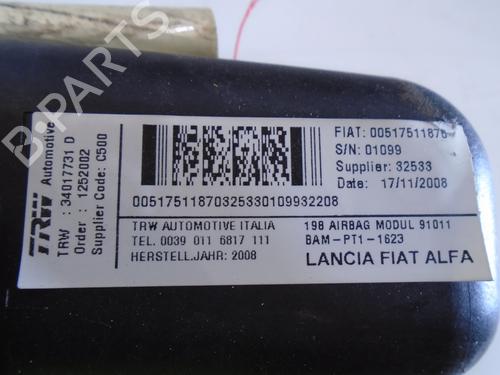 TRW Automotive
TRW : 34017731 D
Order : 1252002
Supplier Code: C500
FIAT: 0051751187
S/N: 01099
Supplier: 32533
Date: 17/11/2008
00517511870325330109932208
TRW AUTOMOTIVE ITALIA
TEL. 0039 011 6817 111
HERSTELL.JAHR: 2008
198 AIRBAG MODUL 91011
BAM-PT1-1623
LANCIA FIAT ALFA
B-PARTS